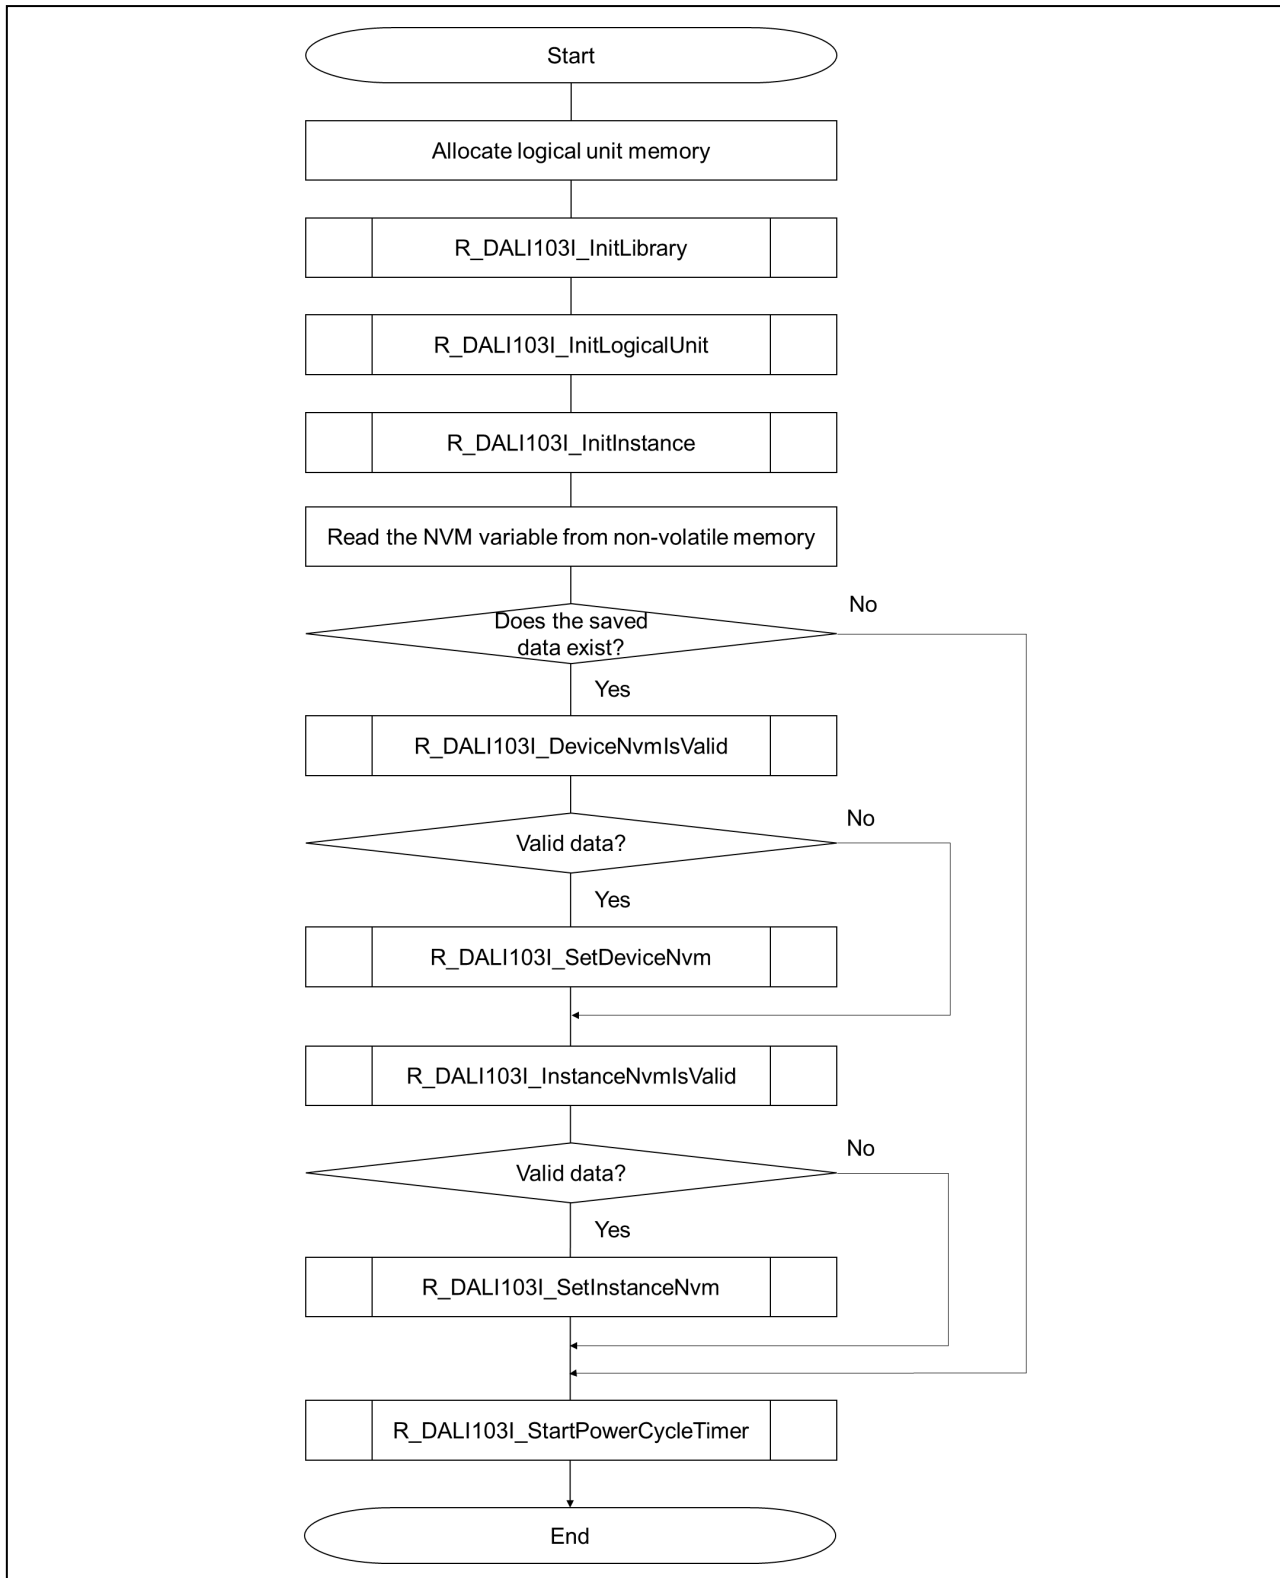 Start
Allocate logical unit memory
R_DALI103I_InitLibrary
R_DALI103I_InitLogicalUnit
R_DALI103I_InitInstance
Read the NVM variable from non-volatile memory
Does the saved
data exist?
No
Yes
R_DALI103I_DeviceNvmIsValid
Valid data?
No
Yes
R_DALI103I_SetDeviceNvm
R_DALI103I_InstanceNvmIsValid
Valid data?
No
Yes
R_DALI103I_SetInstanceNvm
R_DALI103I_StartPowerCycleTimer
End